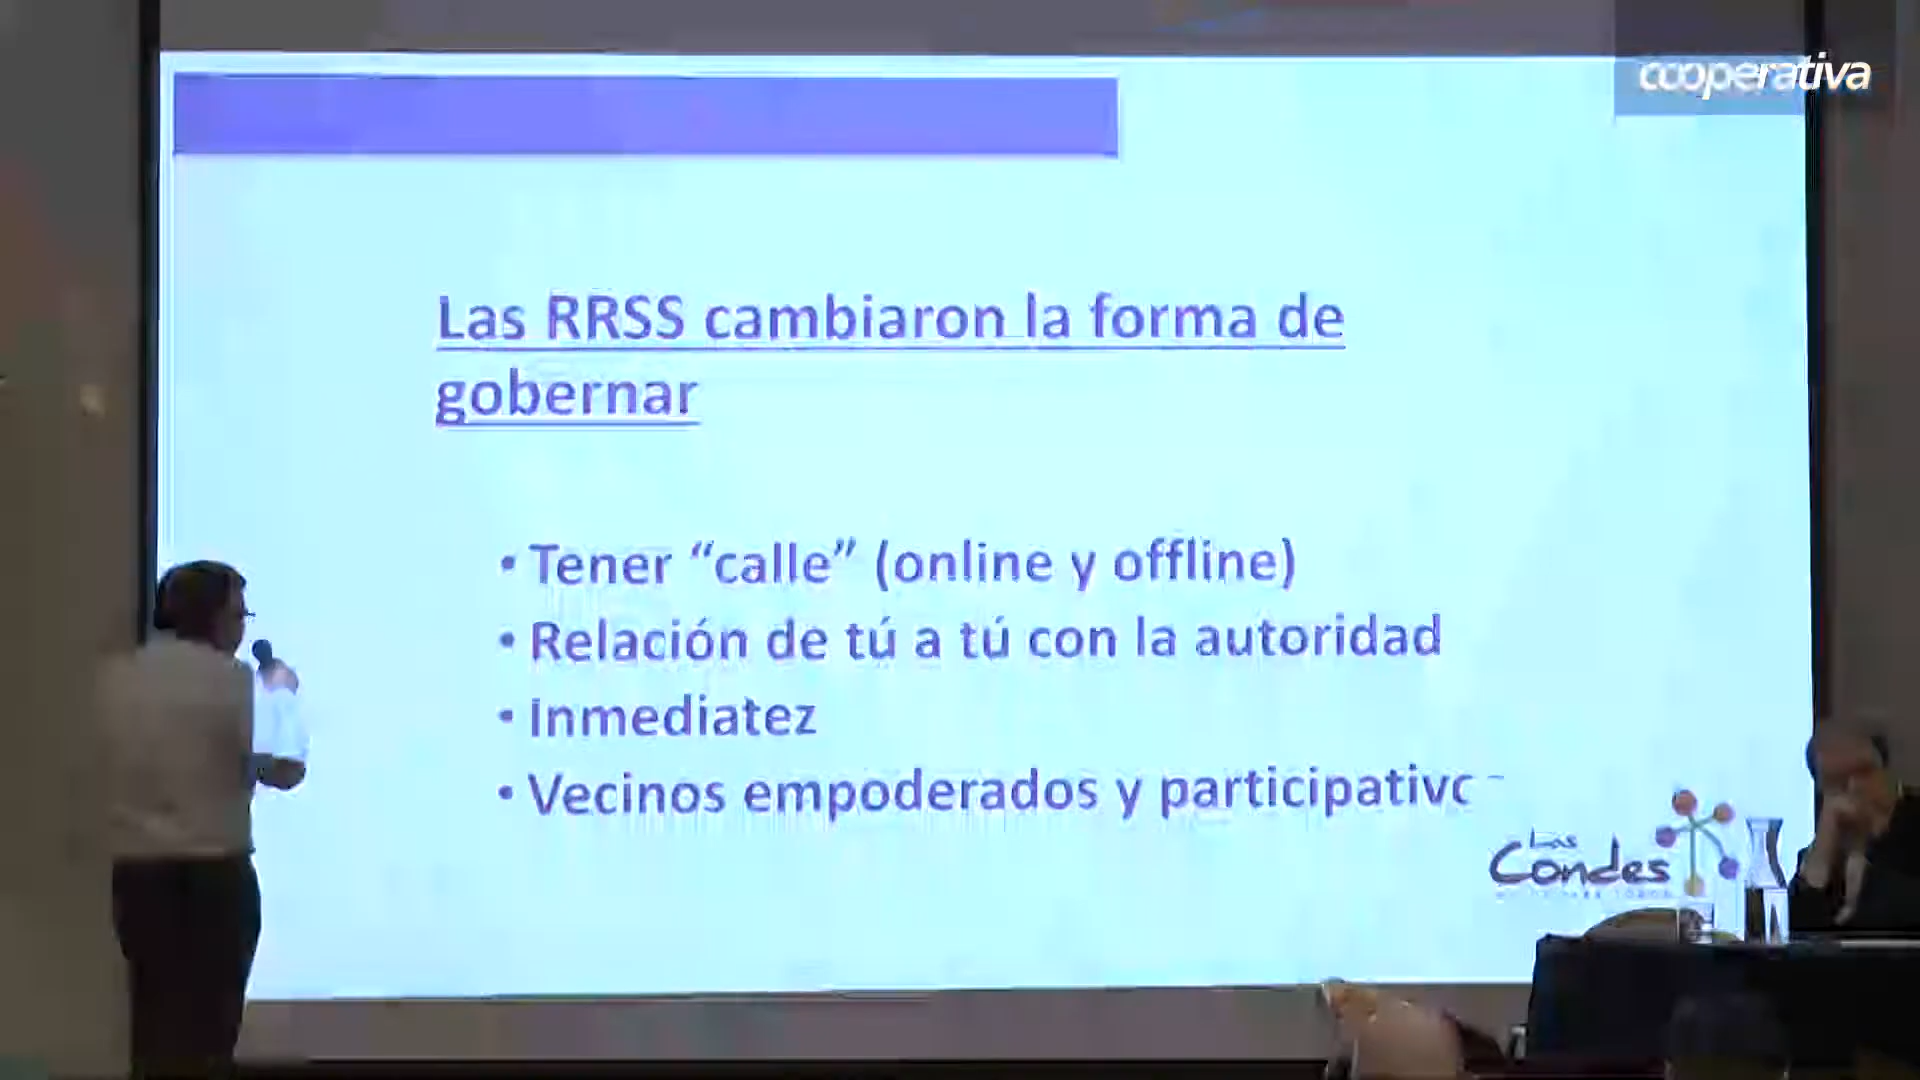 cooperativa
Las RRSS cambiaron la forma de
gobernar
• Tener “calle” (online y offline)
• Relación de tú a tú con la autoridad
• Inmediatez
• Vecinos empoderados y participativo
Las
Condes